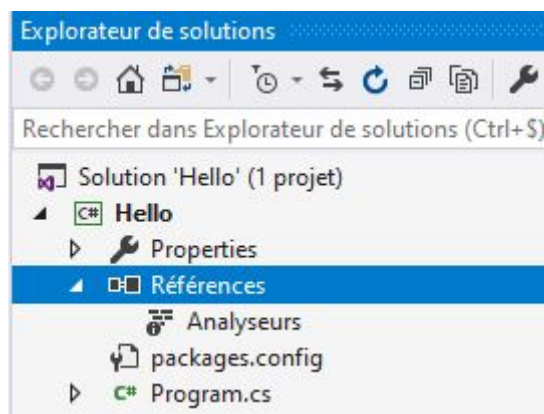 Explorateur de solutions
Rechercher dans Explorateur de solutions (Ctrl+$)
Solution 'Hello' (1 projet)
C# Hello
Properties
Références
Analyseurs
packages.config
C# Program.cs